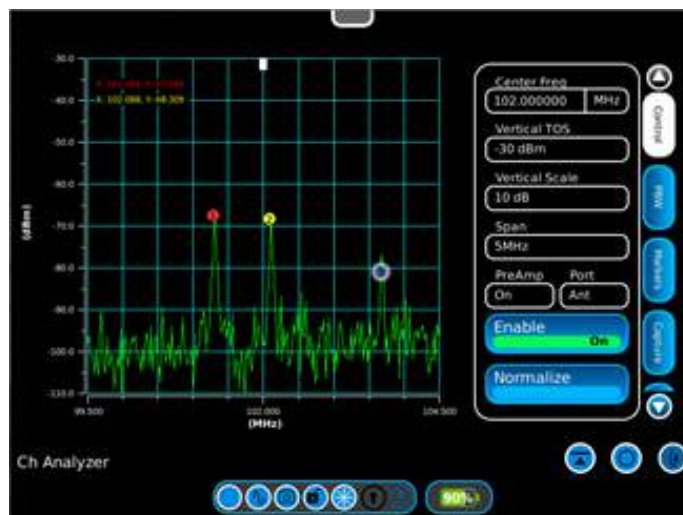 -30.0
-40.0
-50.0
-60.0
-70.0
-80.0
-90.0
-100.0
-110.0
(dBm)
99.500
102.000
104.500
(MHz)
1
2
Center Freq
102.000000 MHz
Vertical TOS
-30 dBm
Vertical Scale
10 dB
Span
5MHz
PreAmp Port
On Ant
Enable
On
Normalize
Control
RBW
Markers
Capture
Ch Analyzer
90%